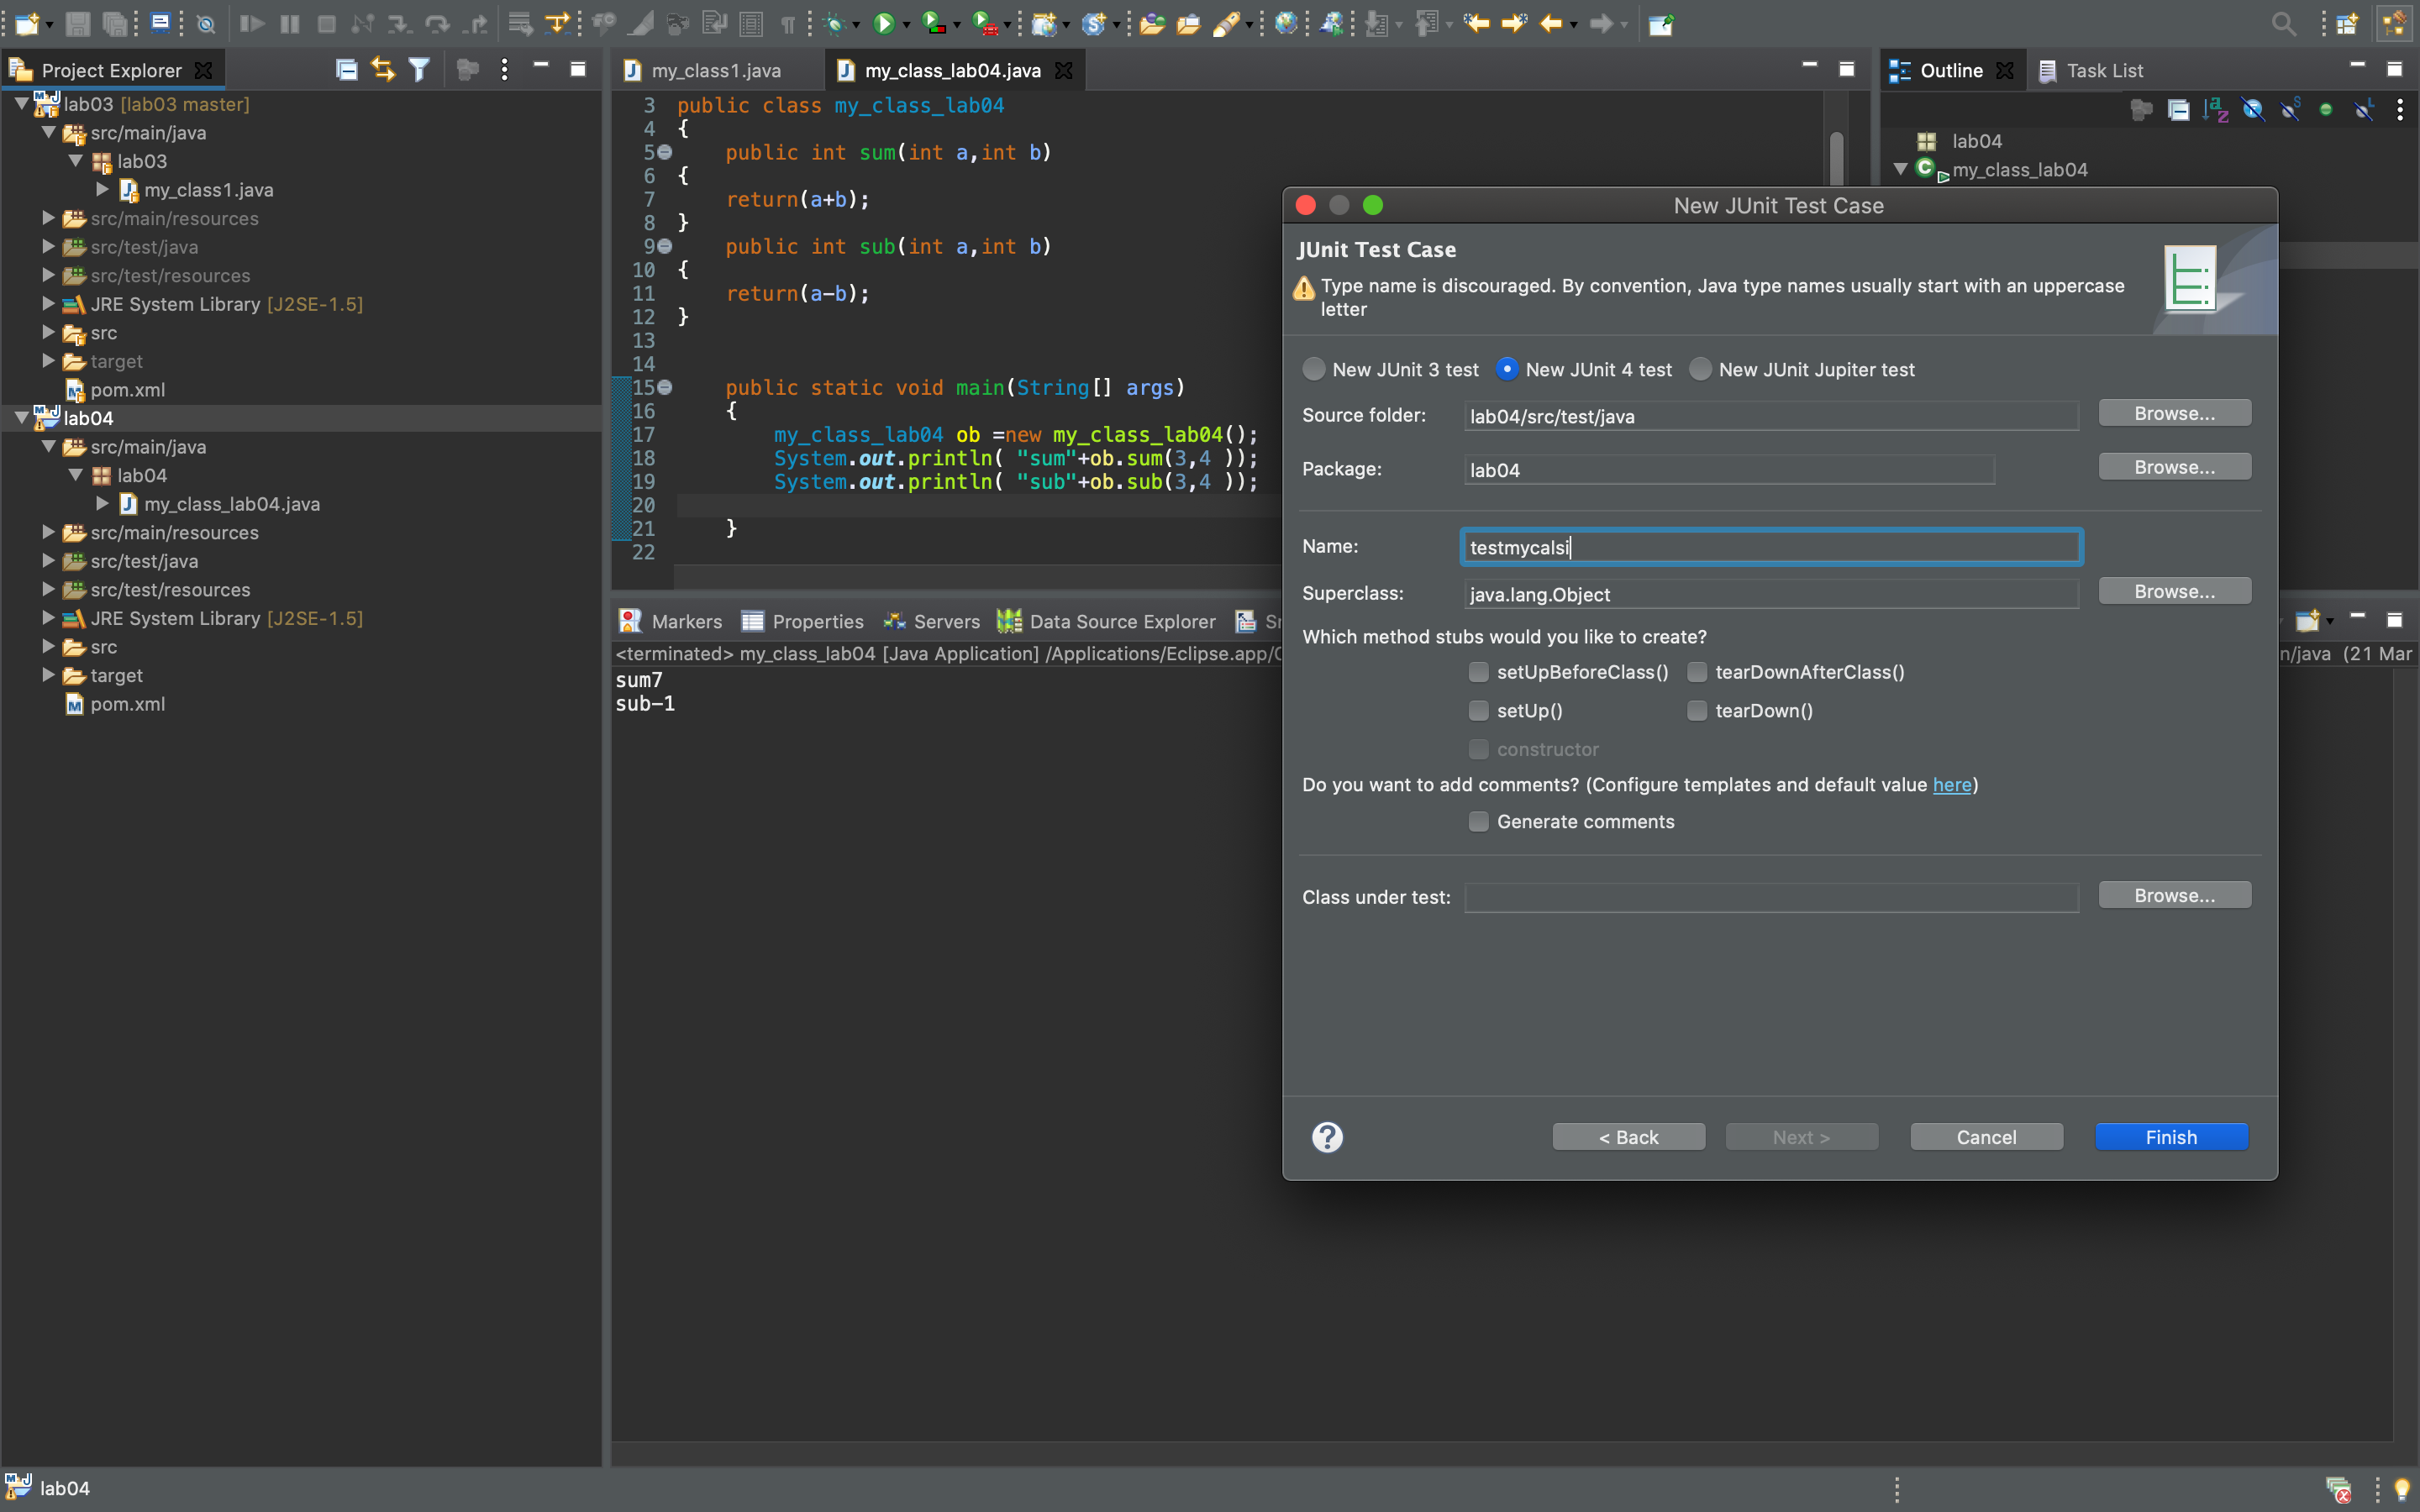 Project Explorer
lab03 [lab03 master]
src/main/java
lab03
my_class1.java
src/main/resources
src/test/java
src/test/resources
JRE System Library [J2SE-1.5]
src
target
pom.xml
lab04
src/main/java
lab04
my_class_lab04.java
src/main/resources
src/test/java
src/test/resources
JRE System Library [J2SE-1.5]
src
target
pom.xml
my_class1.java
my_class_lab04.java
3 public class my_class_lab04
4 {
5 public int sum(int a,int b)
6 {
7 return(a+b);
8 }
9 public int sub(int a,int b)
10 {
11 return(a-b);
12 }
13
14
15 public static void main(String[] args)
16 {
17 my_class_lab04 ob =new my_class_lab04();
18 System.out.println( "sum"+ob.sum(3,4 ));
19 System.out.println( "sub"+ob.sub(3,4 ));
20
21 }
22
Outline
Task List
lab04
my_class_lab04
Markers
Properties
Servers
Data Source Explorer
<terminated> my_class_lab04 [Java Application] /Applications/Eclipse.app/
n/java (21 Mar
sum7
sub-1
New JUnit Test Case
JUnit Test Case
Type name is discouraged. By convention, Java type names usually start with an uppercase
letter
New JUnit 3 test
New JUnit 4 test
New JUnit Jupiter test
Source folder: lab04/src/test/java Browse...
Package: lab04 Browse...
Name: testmycalsi
Superclass: java.lang.Object Browse...
Which method stubs would you like to create?
setUpBeforeClass() tearDownAfterClass()
setUp() tearDown()
constructor
Do you want to add comments? (Configure templates and default value here)
Generate comments
Class under test: Browse...
? < Back Next > Cancel Finish
lab04